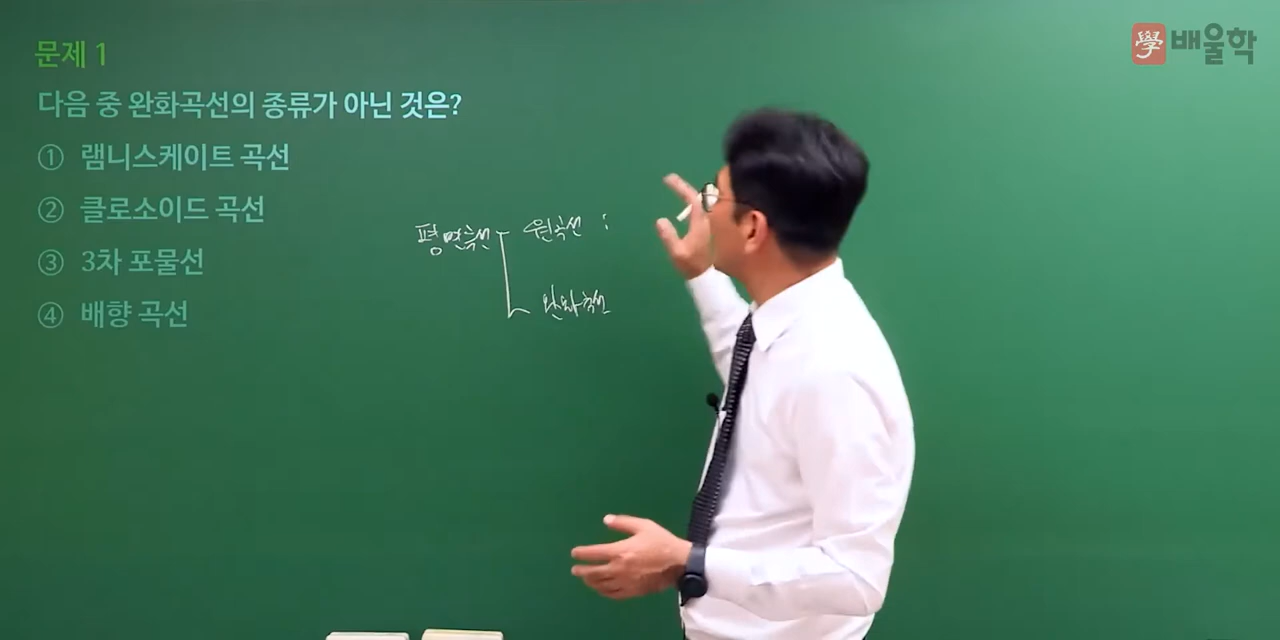 문제 1
다음 중 완화곡선의 종류가 아닌 것은?
① 램니스케이트 곡선
② 클로소이드 곡선
③ 3차 포물선
④ 배향 곡선
평면곡선 원곡선 :
완화곡선
學 배울학